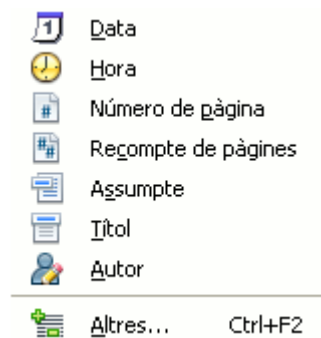 Data
Hora
Número de pàgina
Recompte de pàgines
Assumpte
Títol
Autor
Altres... Ctrl+F2